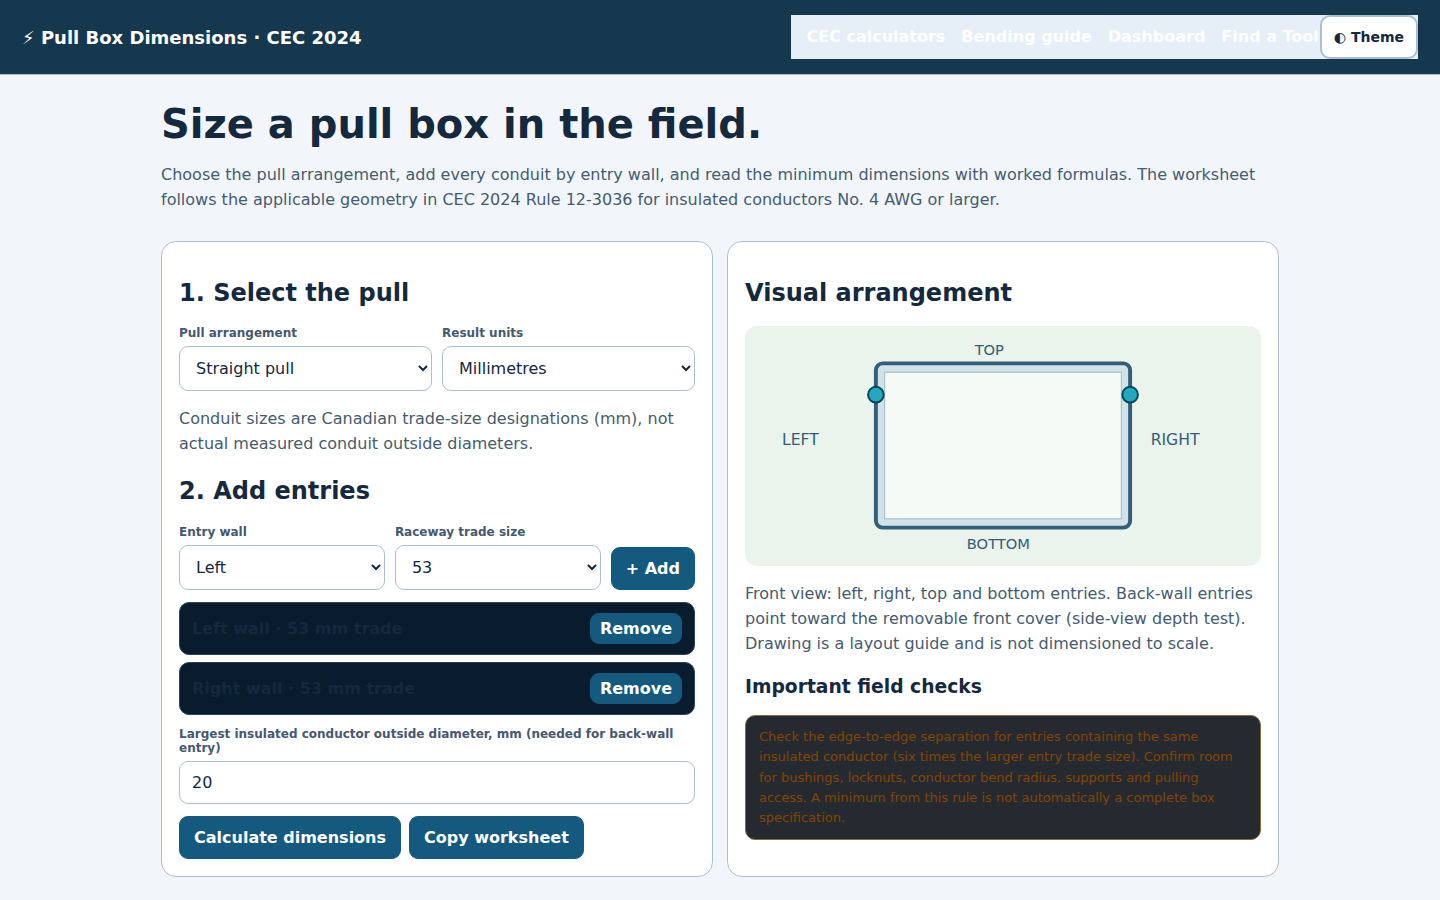 ⚡ Pull Box Dimensions · CEC 2024
CEC calculators Bending guide Dashboard Find a Tool ◐ Theme
Size a pull box in the field.
Choose the pull arrangement, add every conduit by entry wall, and read the minimum dimensions with worked formulas. The worksheet
follows the applicable geometry in CEC 2024 Rule 12-3036 for insulated conductors No. 4 AWG or larger.
1. Select the pull
Pull arrangement Result units
Straight pull Millimetres
Conduit sizes are Canadian trade-size designations (mm), not
actual measured conduit outside diameters.
2. Add entries
Entry wall Raceway trade size
Left 53 + Add
Left wall · 53 mm trade Remove
Right wall · 53 mm trade Remove
Largest insulated conductor outside diameter, mm (needed for back-wall
entry)
20
Calculate dimensions Copy worksheet
Visual arrangement
TOP
LEFT RIGHT
BOTTOM
Front view: left, right, top and bottom entries. Back-wall entries
point toward the removable front cover (side-view depth test).
Drawing is a layout guide and is not dimensioned to scale.
Important field checks
Check the edge-to-edge separation for entries containing the same
insulated conductor (six times the larger entry trade size). Confirm room
for bushings, locknuts, conductor bend radius, supports and pulling
access. A minimum from this rule is not automatically a complete box
specification.